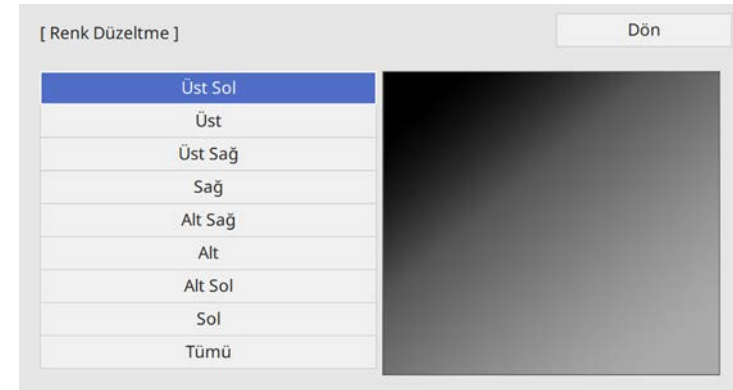 [ Renk Düzeltme ]
Dön
Üst Sol
Üst
Üst Sağ
Sağ
Alt Sağ
Alt
Alt Sol
Sol
Tümü